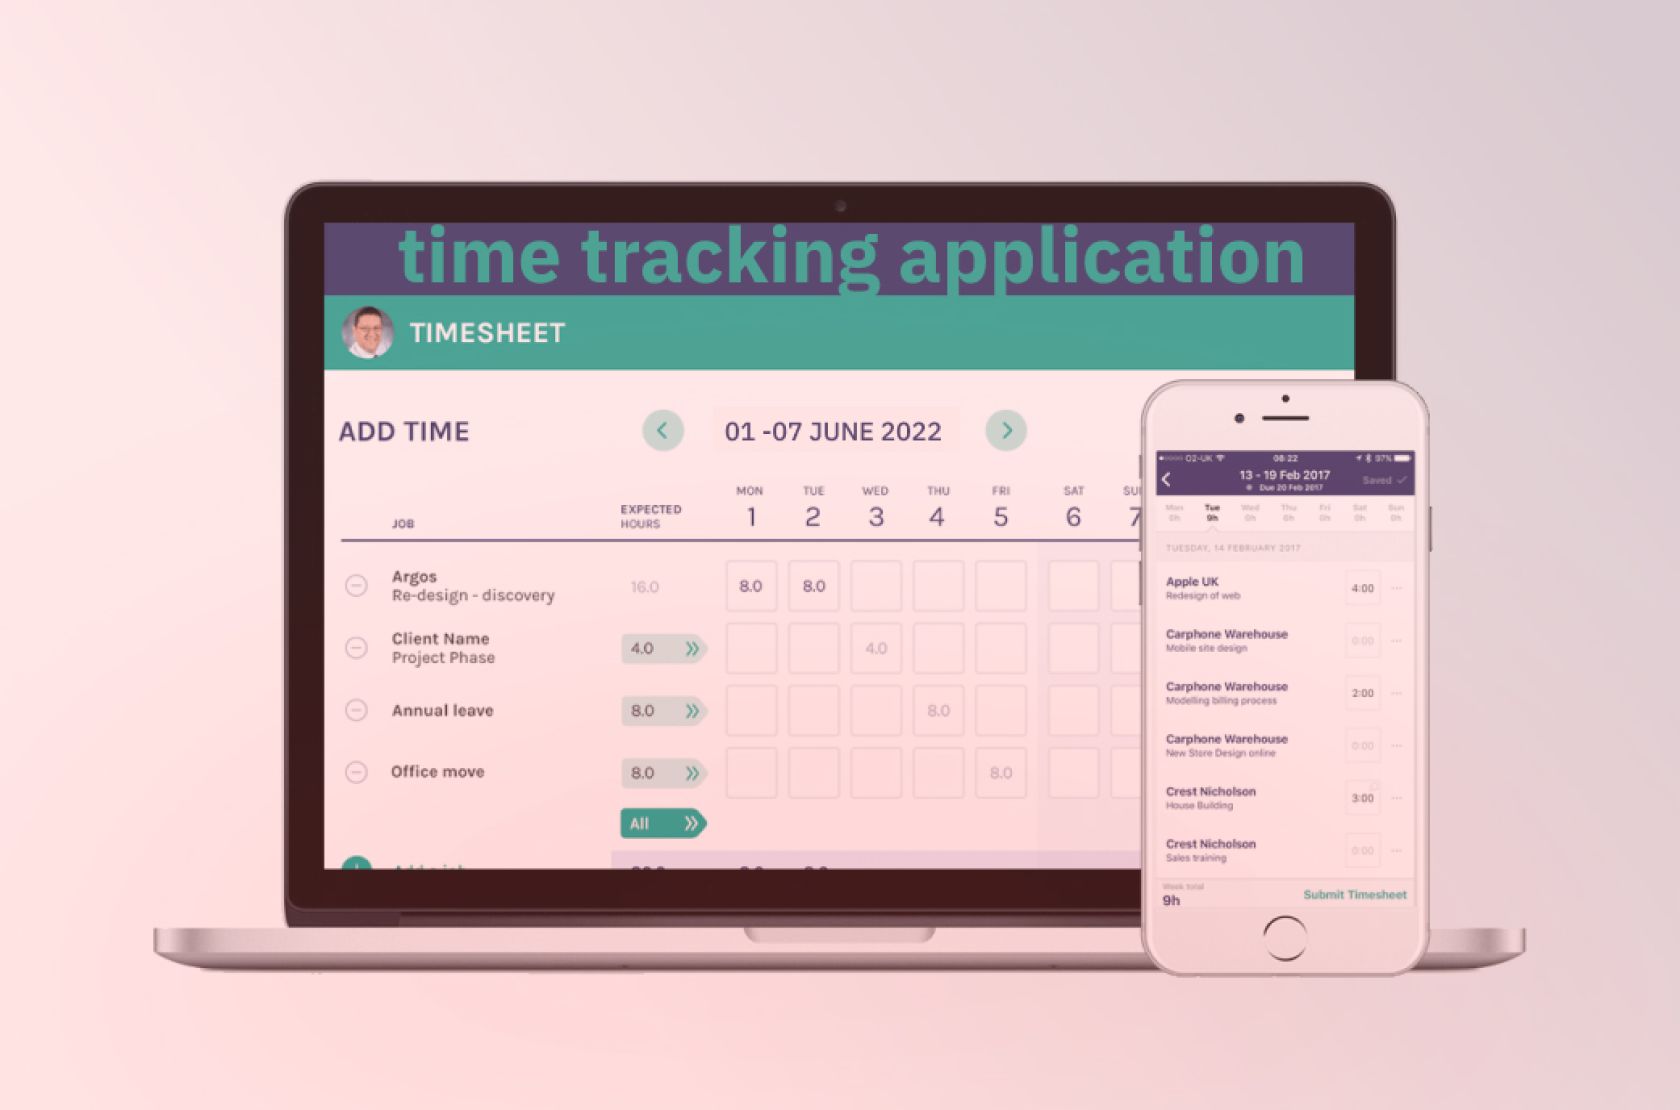 time tracking application
TIMESHEET
ADD TIME
01 -07 JUNE 2022
JOB
EXPECTED
HOURS
MON TUE WED THU FRI SAT SU
1 2 3 4 5 6 7
Argos
Re-design - discovery
16.0 8.0 8.0
Client Name
Project Phase
4.0 4.0
Annual leave 8.0 8.0
Office move 8.0 8.0
All
O2-UK 08:22 97%
13 - 19 Feb 2017
Due 20 Feb 2017
Saved
Mon Tue Wed Thu Fri Sat Sun
0h 9h 0h 0h 0h 0h 0h
TUESDAY, 14 FEBRUARY 2017
Apple UK
Redesign of web
4:00
Carphone Warehouse
Mobile site design
0:00
Carphone Warehouse
Modelling billing process
2:00
Carphone Warehouse
New Store Design online
0:00
Crest Nicholson
House Building
3:00
Crest Nicholson
Sales training
0:00
Week total
9h
Submit Timesheet